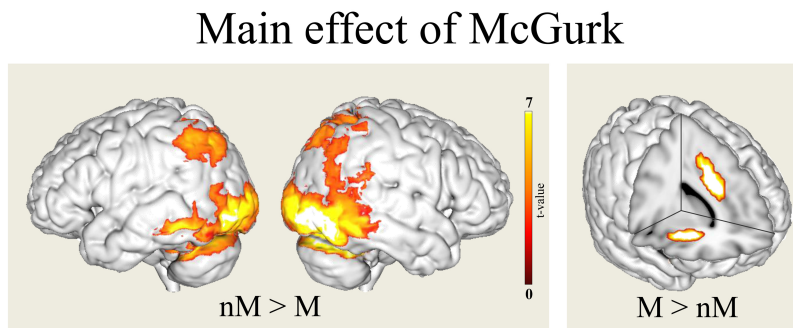 Main effect of McGurk
7
t-value
0
nM > M
M > nM